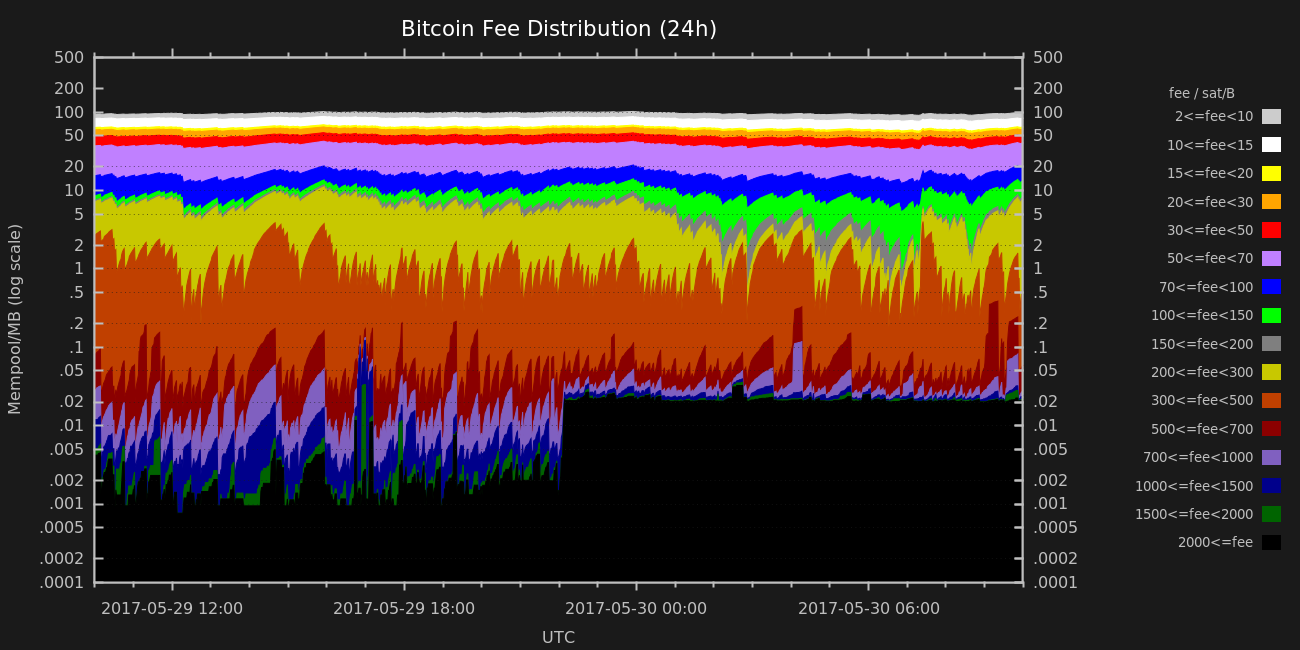 Bitcoin Fee Distribution (24h)
Mempool/MB (log scale)
500
200
100
50
20
10
5
2
1
.5
.2
.1
.05
.02
.01
.005
.002
.001
.0005
.0002
.0001
500
200
100
50
20
10
5
2
1
.5
.2
.1
.05
.02
.01
.005
.002
.001
.0005
.0002
.0001
2017-05-29 12:00
2017-05-29 18:00
2017-05-30 00:00
2017-05-30 06:00
UTC
fee / sat/B
2<=fee<10
10<=fee<15
15<=fee<20
20<=fee<30
30<=fee<50
50<=fee<70
70<=fee<100
100<=fee<150
150<=fee<200
200<=fee<300
300<=fee<500
500<=fee<700
700<=fee<1000
1000<=fee<1500
1500<=fee<2000
2000<=fee